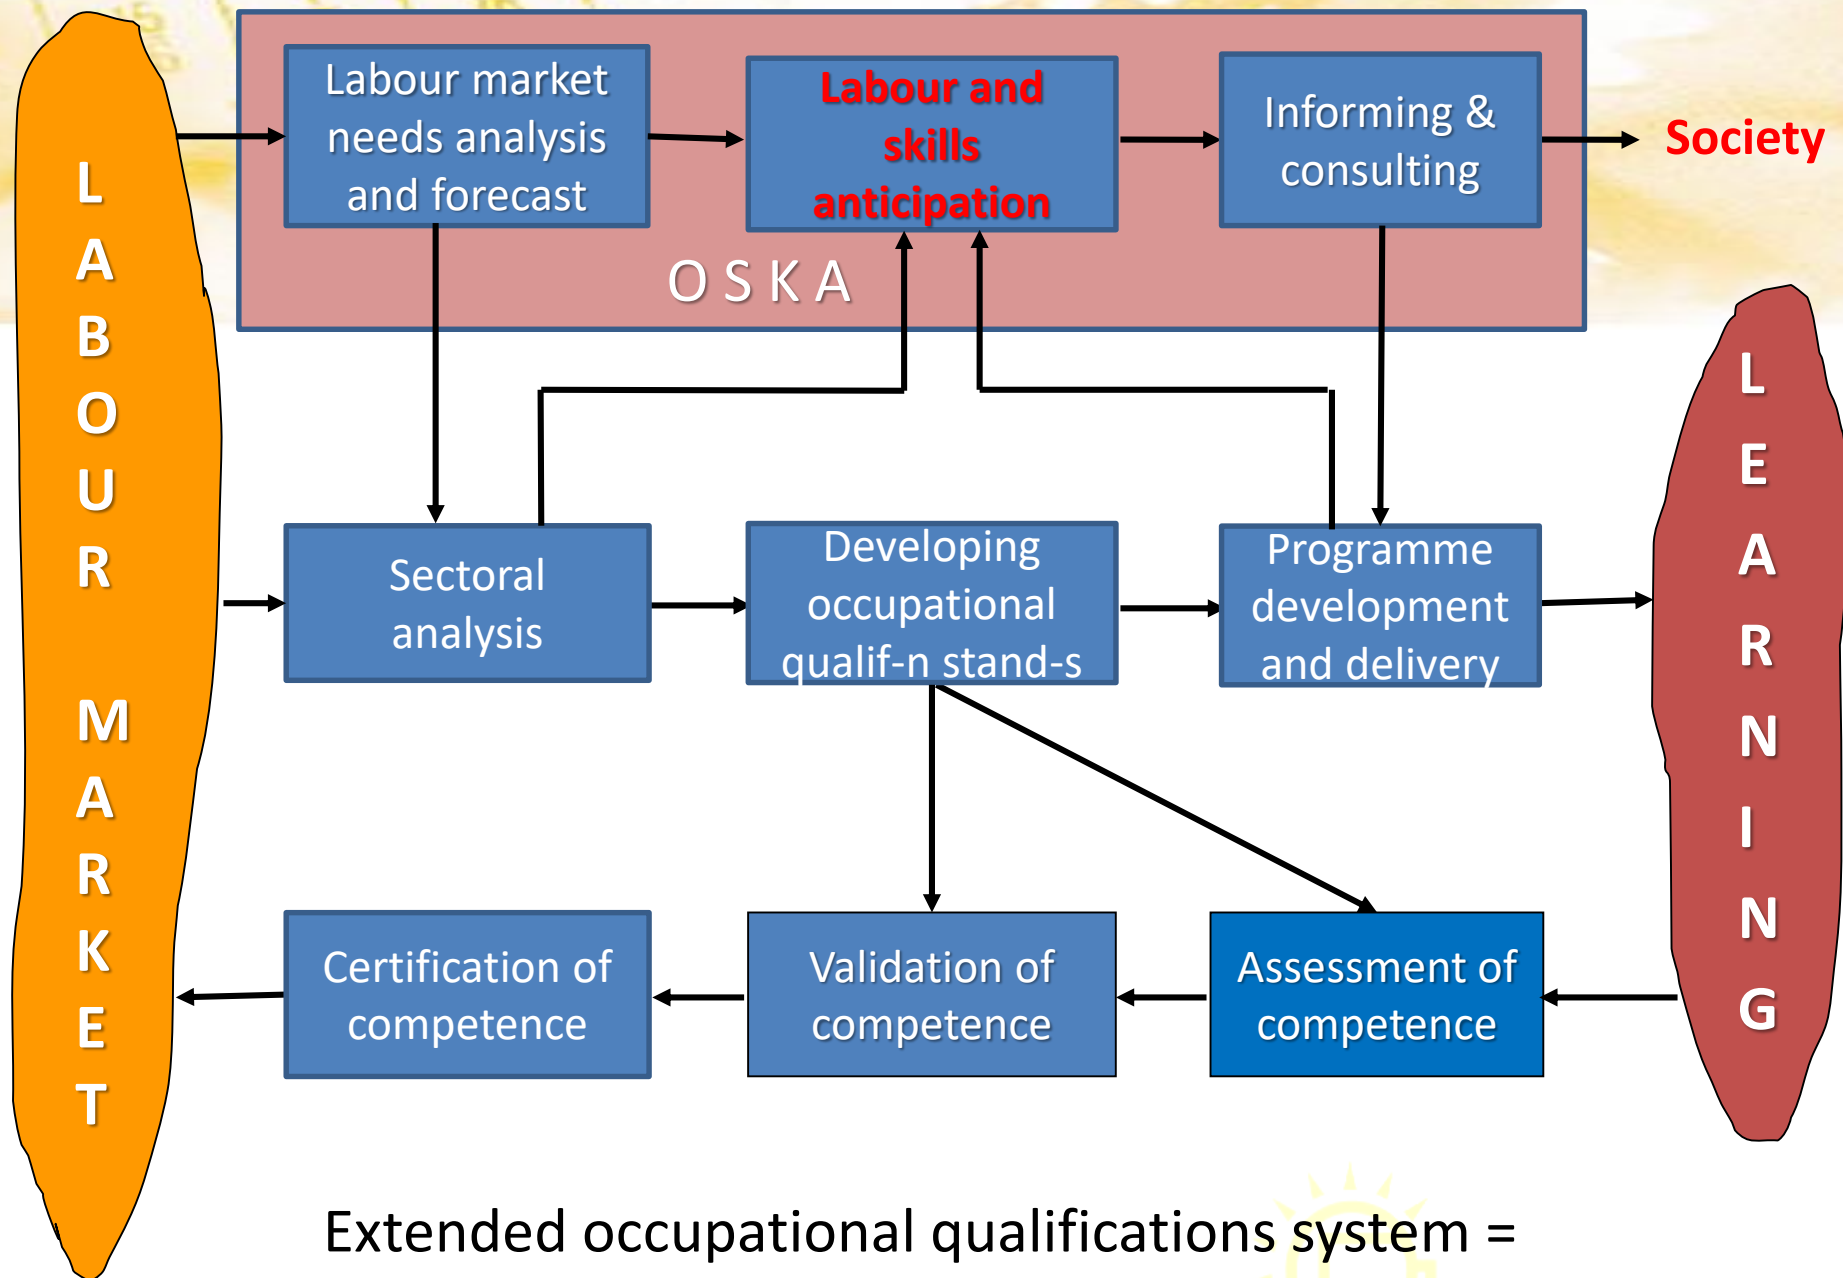 LABOUR MARKET
Labour market
needs analysis
and forecast
Labour and
skills
anticipation
Informing &
consulting
Society
O S K A
LEARNING
Sectoral
analysis
Developing
occupational
qualif-n stand-s
Programme
development
and delivery
Certification of
competence
Validation of
competence
Assessment of
competence
Extended occupational qualifications system =